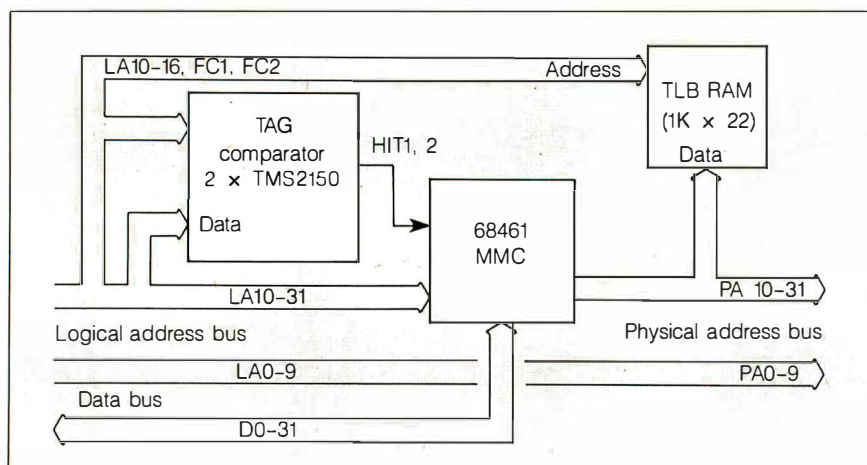 LA10-16, FC1, FC2
Address
TLB RAM
(1K × 22)
Data
TAG
comparator
2 × TMS2150
Data
HIT1, 2
68461
MMC
LA10-31
PA 10-31
Logical address bus
Physical address bus
LA0-9
PA0-9
Data bus
D0-31